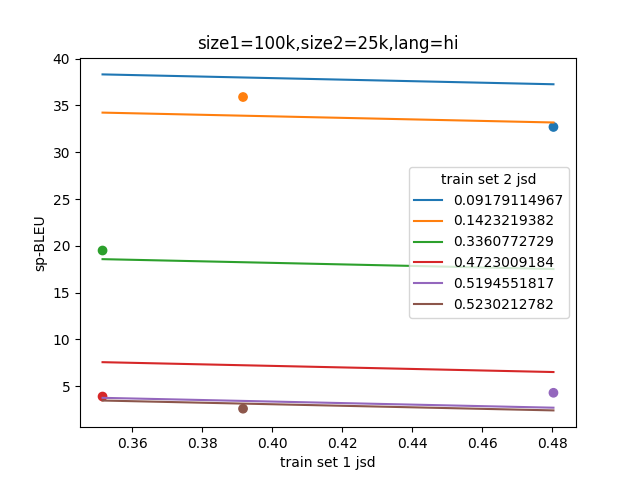 size1=100k,size2=25k,lang=hi
40
35
30
25
20
15
10
5
sp-BLEU
train set 2 jsd
0.09179114967
0.1423219382
0.3360772729
0.4723009184
0.5194551817
0.5230212782
0.36 0.38 0.40 0.42 0.44 0.46 0.48
train set 1 jsd